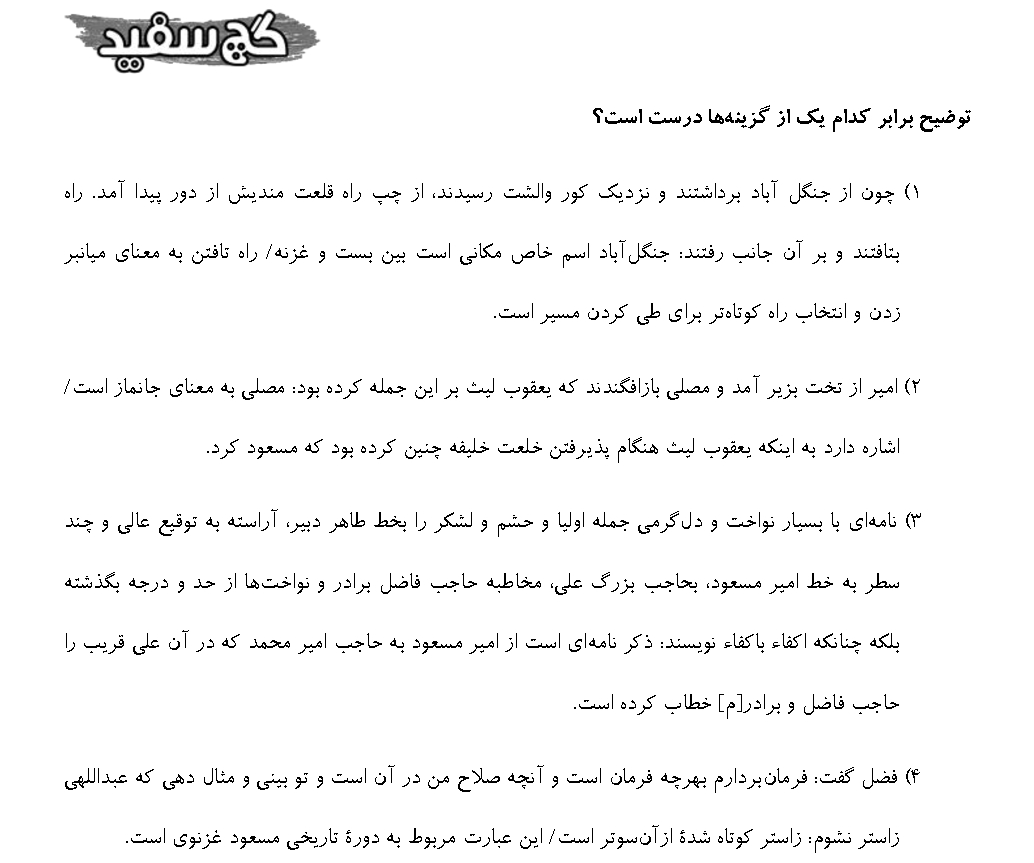 گچ سفید
توضیح برابر کدام یک از گزینه‌ها درست است؟
۱) چون از جنگل آباد برداشتند و نزدیک کور والشت رسیدند، از چپ راه قلعت مندیش از دور پیدا آمد. راه
بتافتند و بر آن جانب رفتند: جنگل‌آباد اسم خاص مکانی است بین بست و غزنه/ راه تافتن به معنای میانبر
زدن و انتخاب راه کوتاه‌تر برای طی کردن مسیر است.
۲) امیر از تخت بزیر آمد و مصلی بازافگندند که یعقوب لیث بر این جمله کرده بود: مصلی به معنای جانماز است/
اشاره دارد به اینکه یعقوب لیث هنگام پذیرفتن خلعت خلیفه چنین کرده بود که مسعود کرد.
۳) نامه‌ای با بسیار نواخت و دل‌گرمی جمله اولیا و حشم و لشکر را بخط طاهر دبیر، آراسته به توقیع عالی و چند
سطر به خط امیر مسعود، بحاجب بزرگ علی، مخاطبه حاجب فاضل برادر و نواخت‌ها از حد و درجه بگذشته
بلکه چنانکه اکفاء باکفاء نویسند: ذکر نامه‌ای است از امیر مسعود به حاجب امیر محمد که در آن علی قریب را
حاجب فاضل و برادر[م] خطاب کرده است.
۴) فضل گفت: فرمان‌بردارم بهرچه فرمان است و آنچه صلاح من در آن است و تو بینی و مثال دهی که عبداللهی
زاستر نشوم: زاستر کوتاه شدهٔ ازآن‌سوتر است/ این عبارت مربوط به دورهٔ تاریخی مسعود غزنوی است.